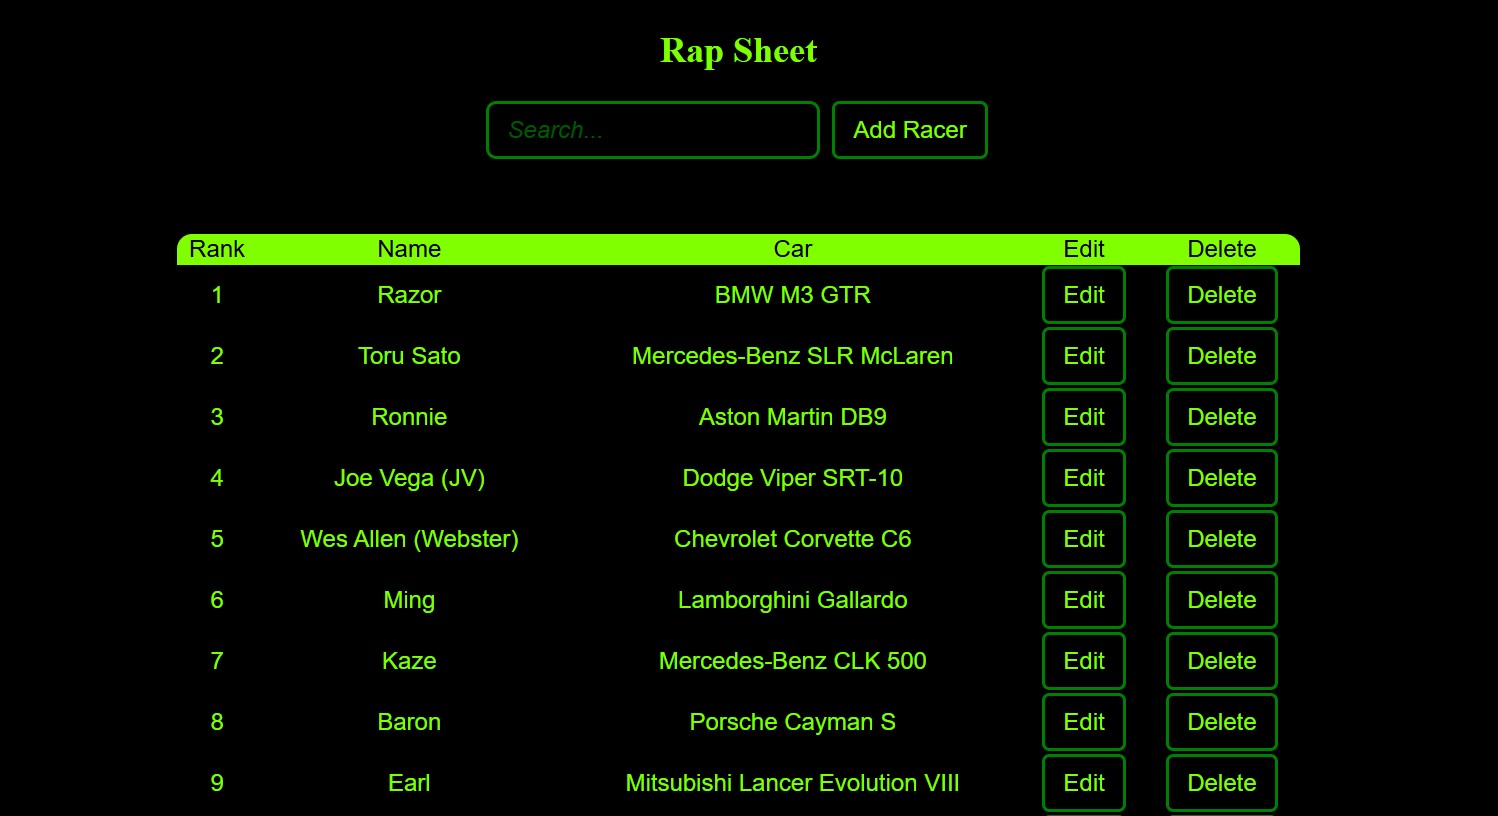 Rap Sheet
Search... Add Racer
Rank Name Car Edit Delete
1 Razor BMW M3 GTR Edit Delete
2 Toru Sato Mercedes-Benz SLR McLaren Edit Delete
3 Ronnie Aston Martin DB9 Edit Delete
4 Joe Vega (JV) Dodge Viper SRT-10 Edit Delete
5 Wes Allen (Webster) Chevrolet Corvette C6 Edit Delete
6 Ming Lamborghini Gallardo Edit Delete
7 Kaze Mercedes-Benz CLK 500 Edit Delete
8 Baron Porsche Cayman S Edit Delete
9 Earl Mitsubishi Lancer Evolution VIII Edit Delete